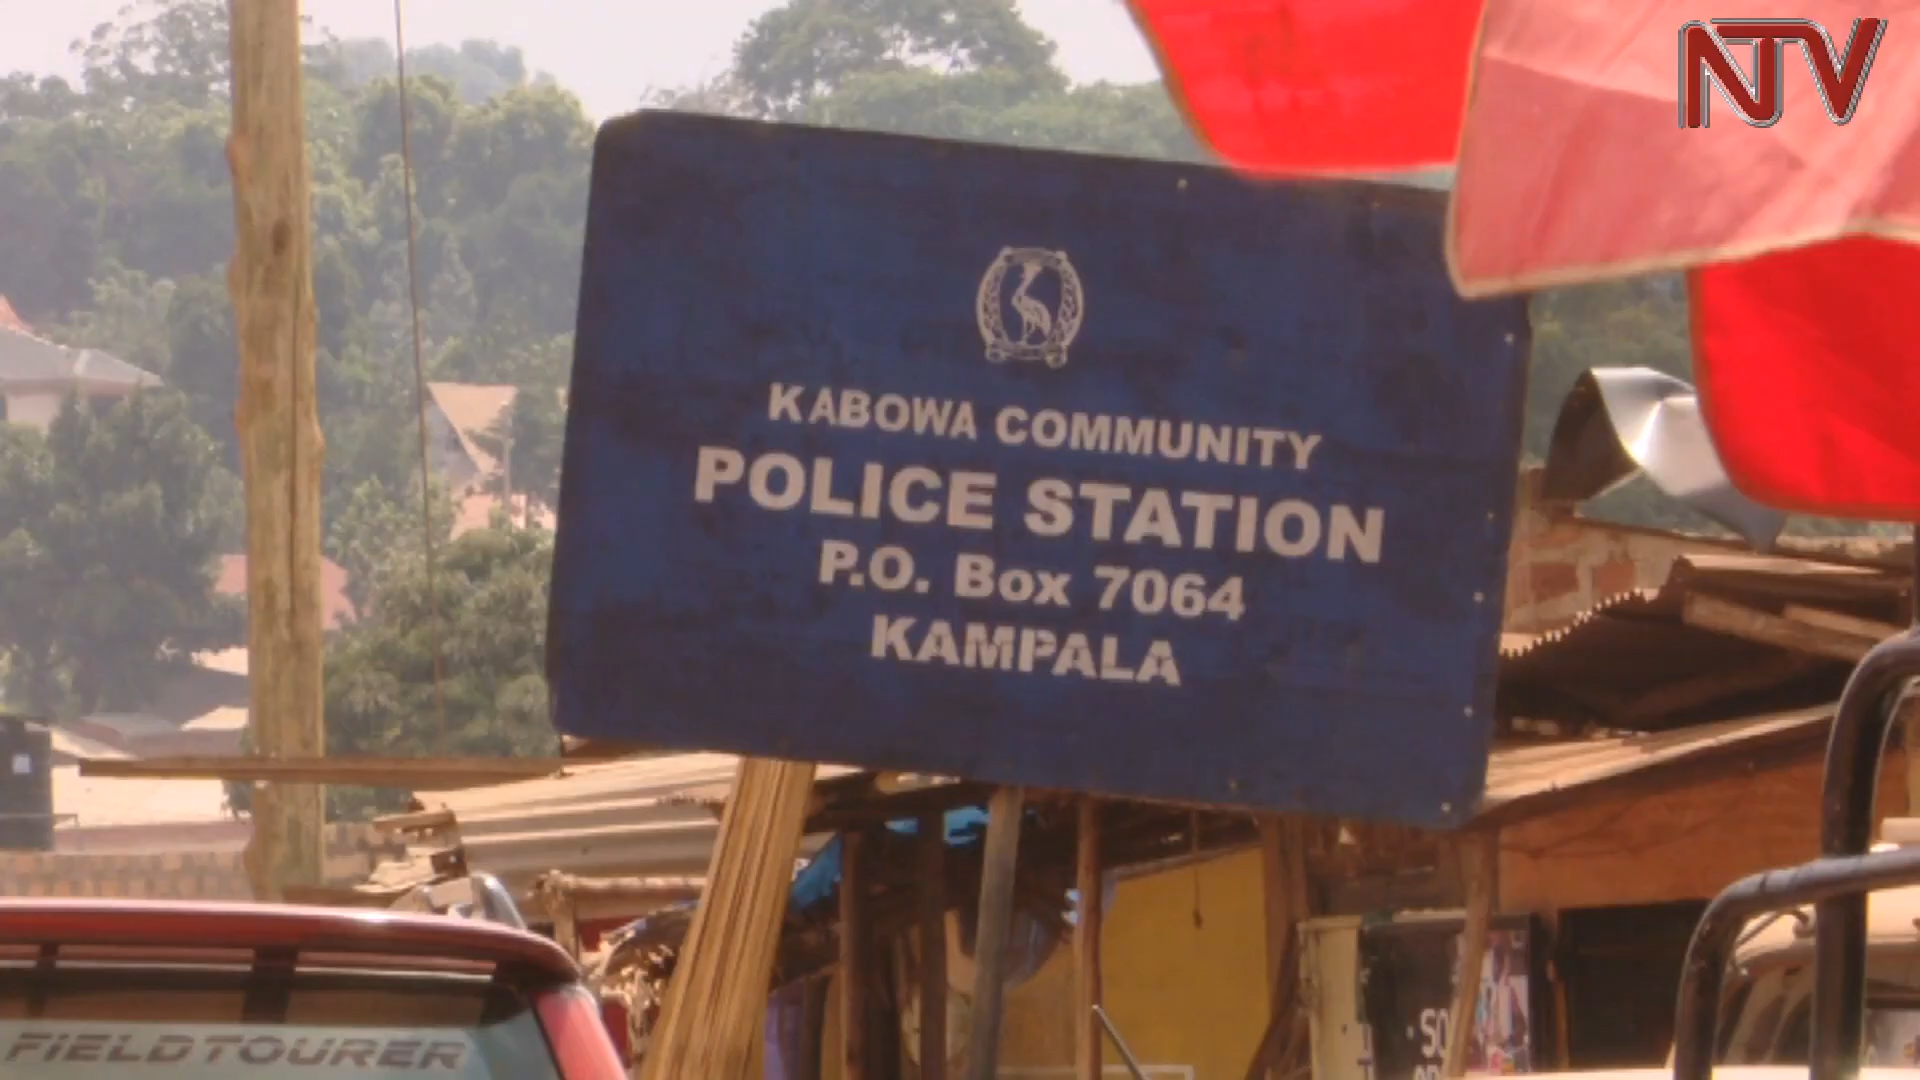 NTV
KABOWA COMMUNITY
POLICE STATION
P.O. Box 7064
KAMPALA
FIELDTOURER